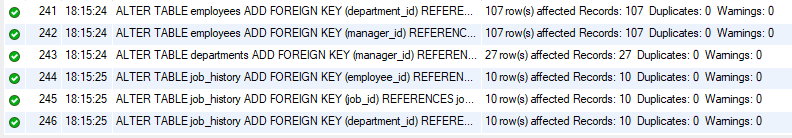 241 18:15:24 ALTER TABLE employees ADD FOREIGN KEY (department_id) REFERE... 107 row(s) affected Records: 107 Duplicates: 0 Warnings: 0
242 18:15:24 ALTER TABLE employees ADD FOREIGN KEY (manager_id) REFERENC... 107 row(s) affected Records: 107 Duplicates: 0 Warnings: 0
243 18:15:24 ALTER TABLE departments ADD FOREIGN KEY (manager_id) REFERE... 27 row(s) affected Records: 27 Duplicates: 0 Warnings: 0
244 18:15:25 ALTER TABLE job_history ADD FOREIGN KEY (employee_id) REFEREN... 10 row(s) affected Records: 10 Duplicates: 0 Warnings: 0
245 18:15:25 ALTER TABLE job_history ADD FOREIGN KEY (job_id) REFERENCES jo... 10 row(s) affected Records: 10 Duplicates: 0 Warnings: 0
246 18:15:25 ALTER TABLE job_history ADD FOREIGN KEY (department_id) REFERE... 10 row(s) affected Records: 10 Duplicates: 0 Warnings: 0